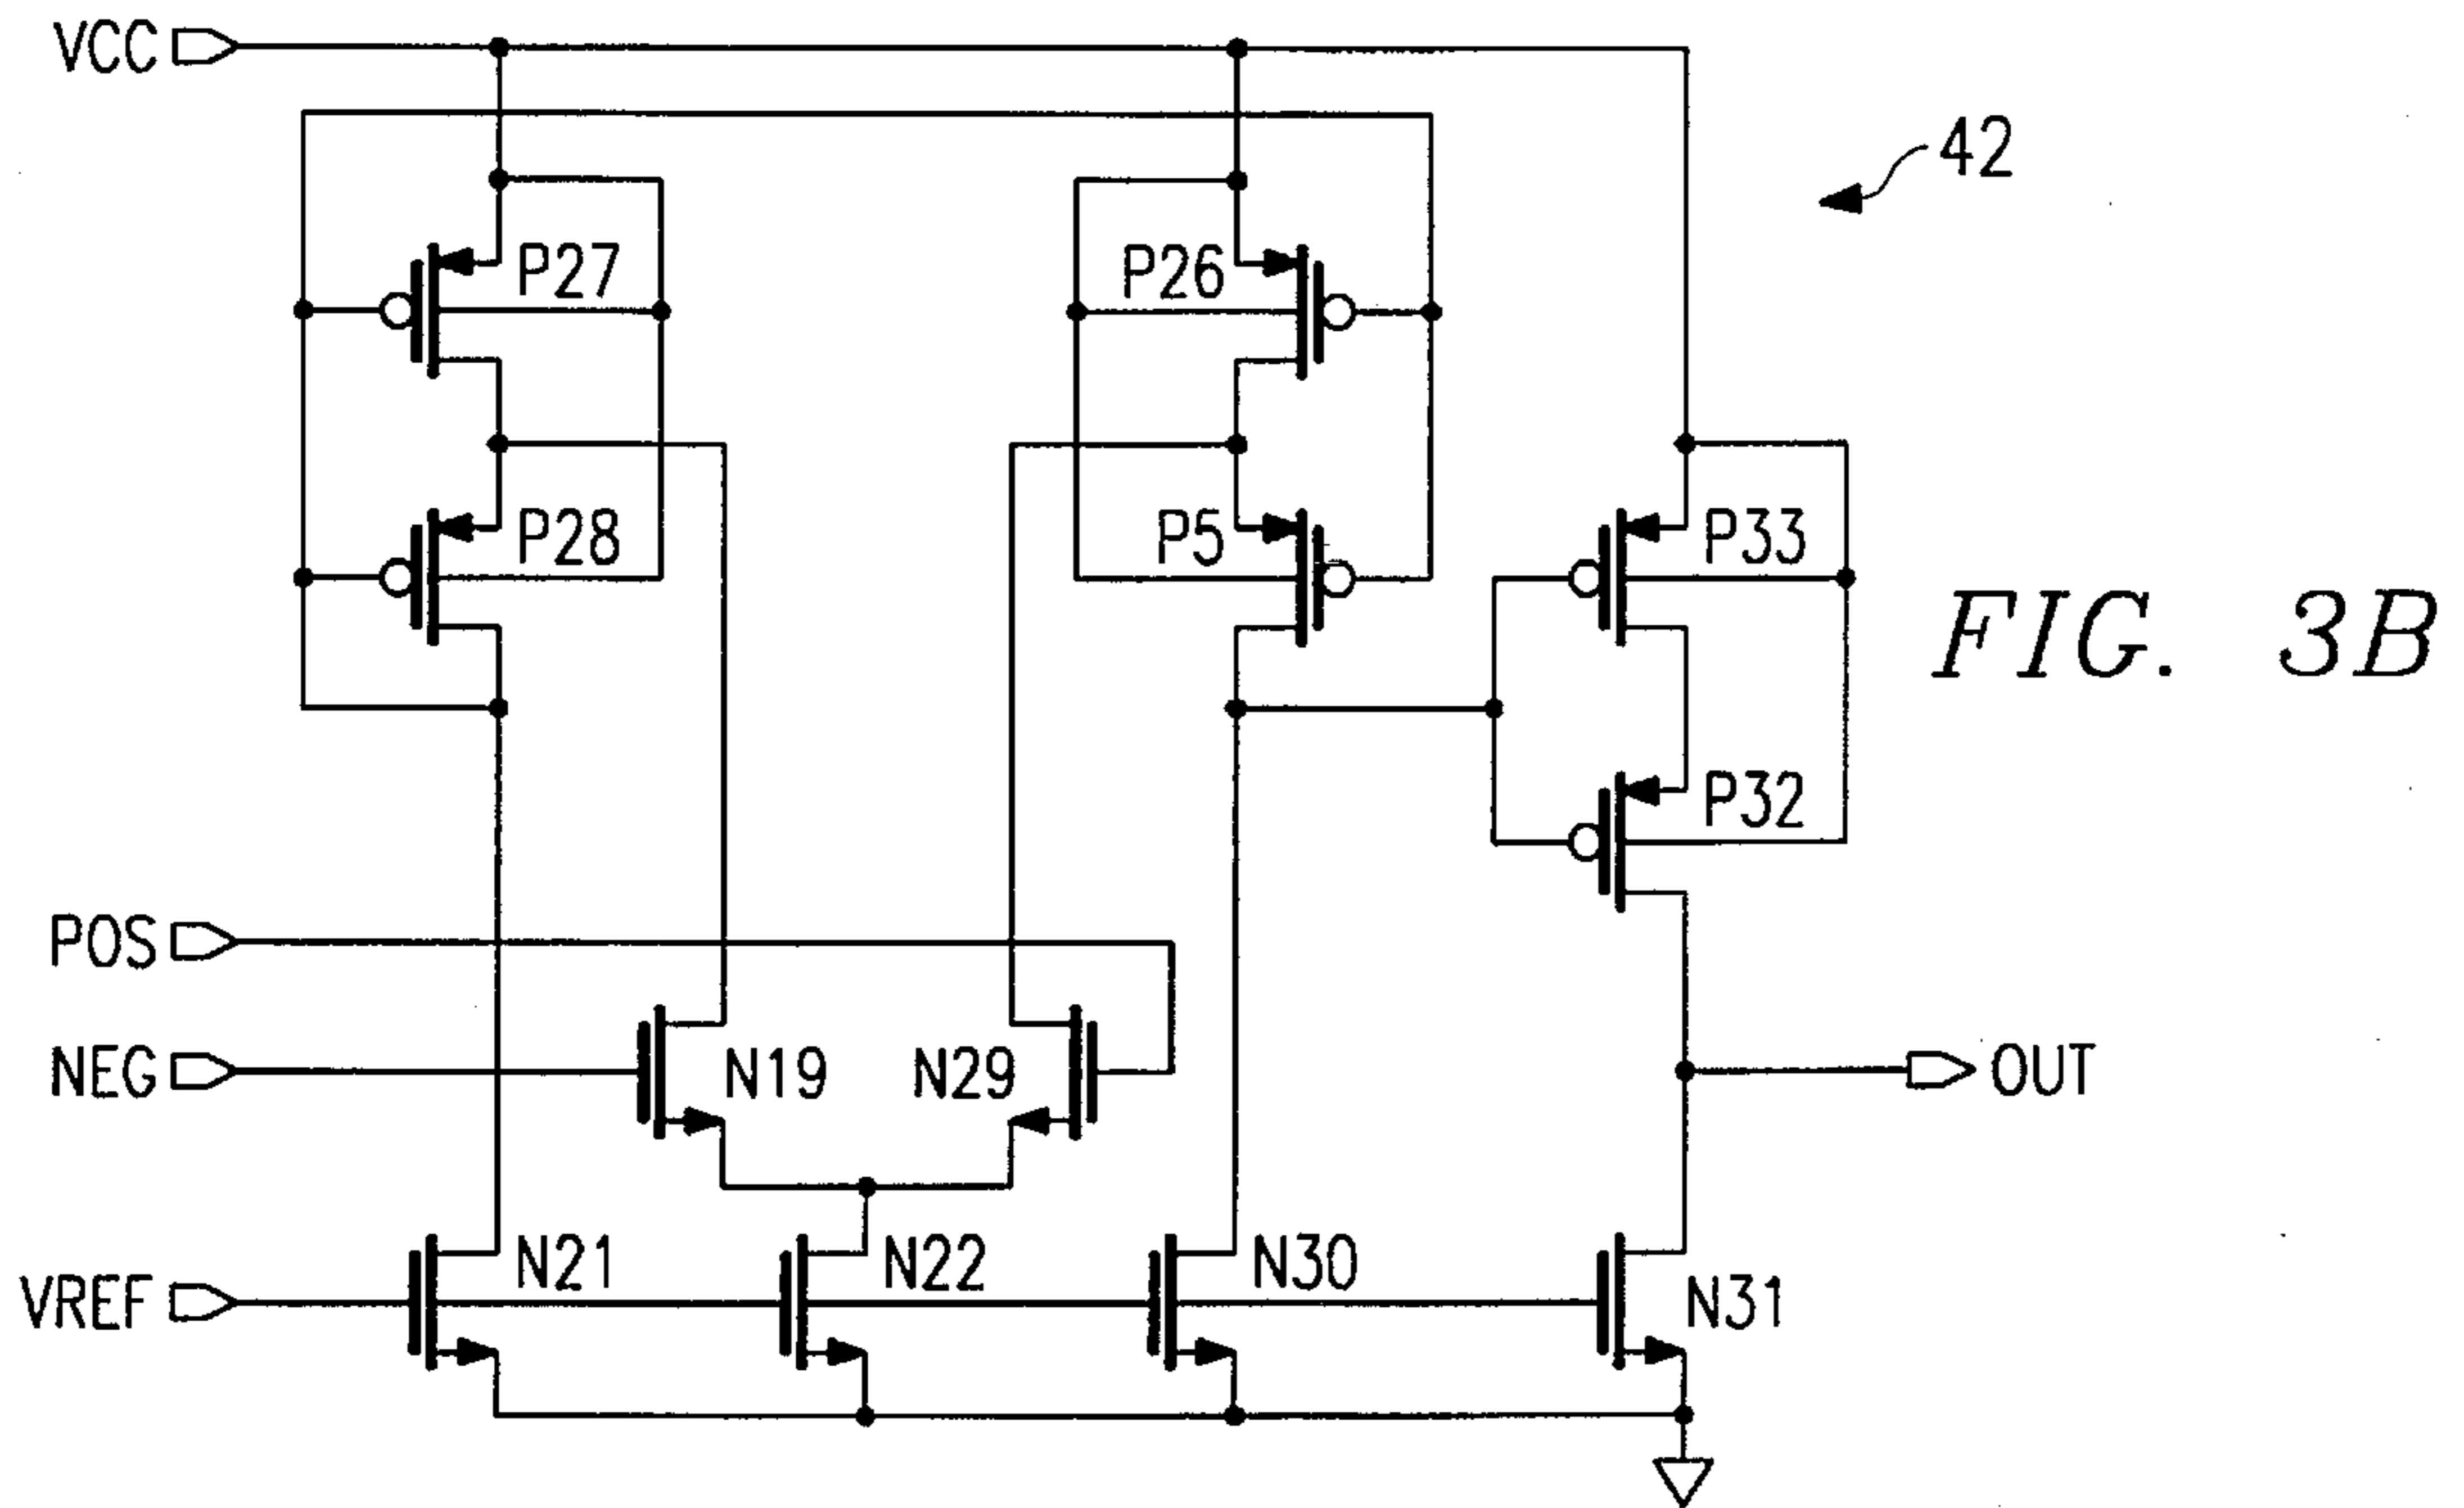 VCC
42
P27
P26
P28
P5
P33
FIG. 3B
P32
POS
NEG
N19
N29
OUT
VREF
N21
N22
N30
N31